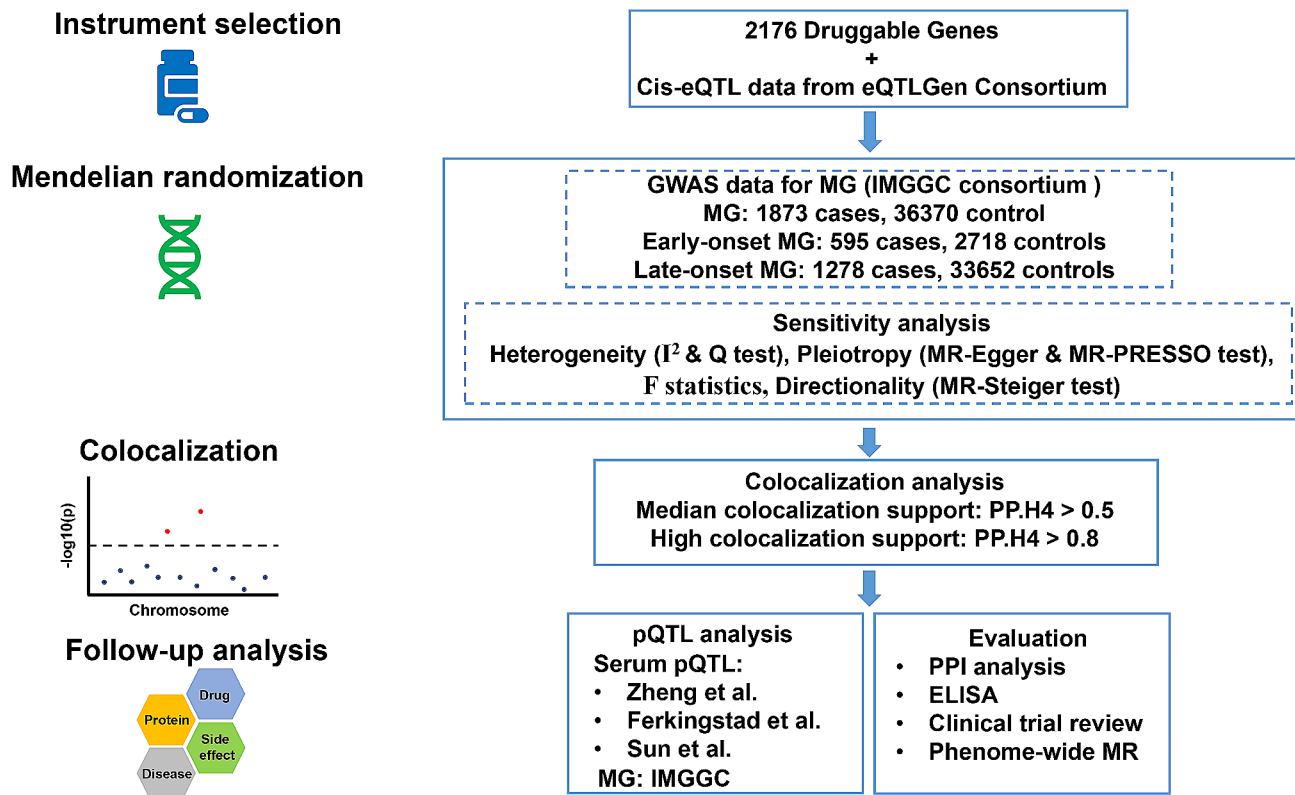 Instrument selection
2176 Druggable Genes
+
Cis-eQTL data from eQTLGen Consortium
Mendelian randomization
GWAS data for MG (IMGGC consortium )
MG: 1873 cases, 36370 control
Early-onset MG: 595 cases, 2718 controls
Late-onset MG: 1278 cases, 33652 controls
Sensitivity analysis
Heterogeneity (I² & Q test), Pleiotropy (MR-Egger & MR-PRESSO test),
F statistics, Directionality (MR-Steiger test)
Colocalization
-log10(p)
Chromosome
Colocalization analysis
Median colocalization support: PP.H4 > 0.5
High colocalization support: PP.H4 > 0.8
Follow-up analysis
Drug
Protein
Side
effect
Disease
pQTL analysis
Serum pQTL:
• Zheng et al.
• Ferkingstad et al.
• Sun et al.
MG: IMGGC
Evaluation
• PPI analysis
• ELISA
• Clinical trial review
• Phenome-wide MR